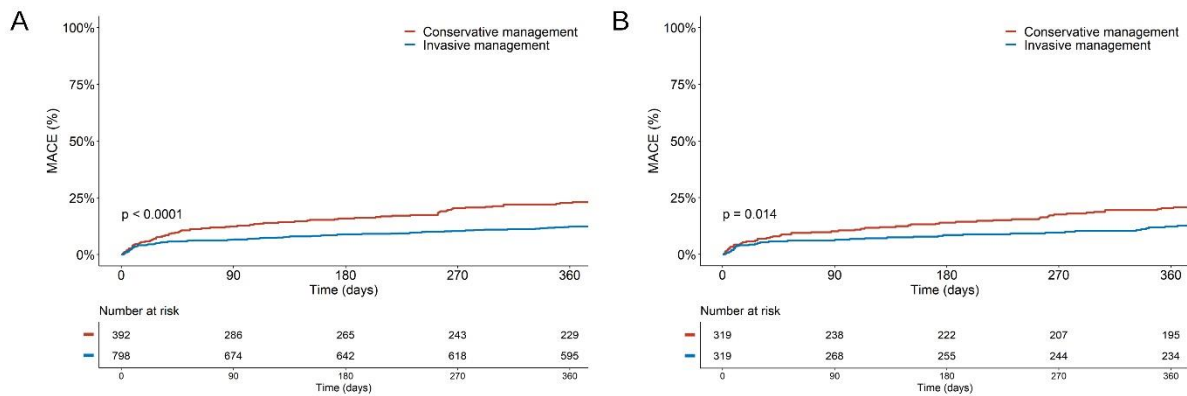 A
Conservative management
Invasive management
100%
75%
50%
25%
0%
MACE (%)
p < 0.0001
0 90 180 270 360
Time (days)
Number at risk
392 286 265 243 229
798 674 642 618 595
0 90 180 270 360
Time (days)
B
Conservative management
Invasive management
100%
75%
50%
25%
0%
MACE (%)
p = 0.014
0 90 180 270 360
Time (days)
Number at risk
319 238 222 207 195
319 268 255 244 234
0 90 180 270 360
Time (days)